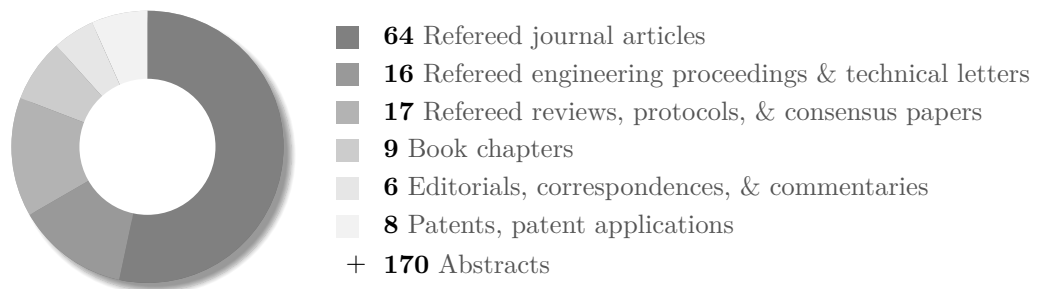 64 Refereed journal articles
16 Refereed engineering proceedings & technical letters
17 Refereed reviews, protocols, & consensus papers
9 Book chapters
6 Editorials, correspondences, & commentaries
8 Patents, patent applications
+ 170 Abstracts